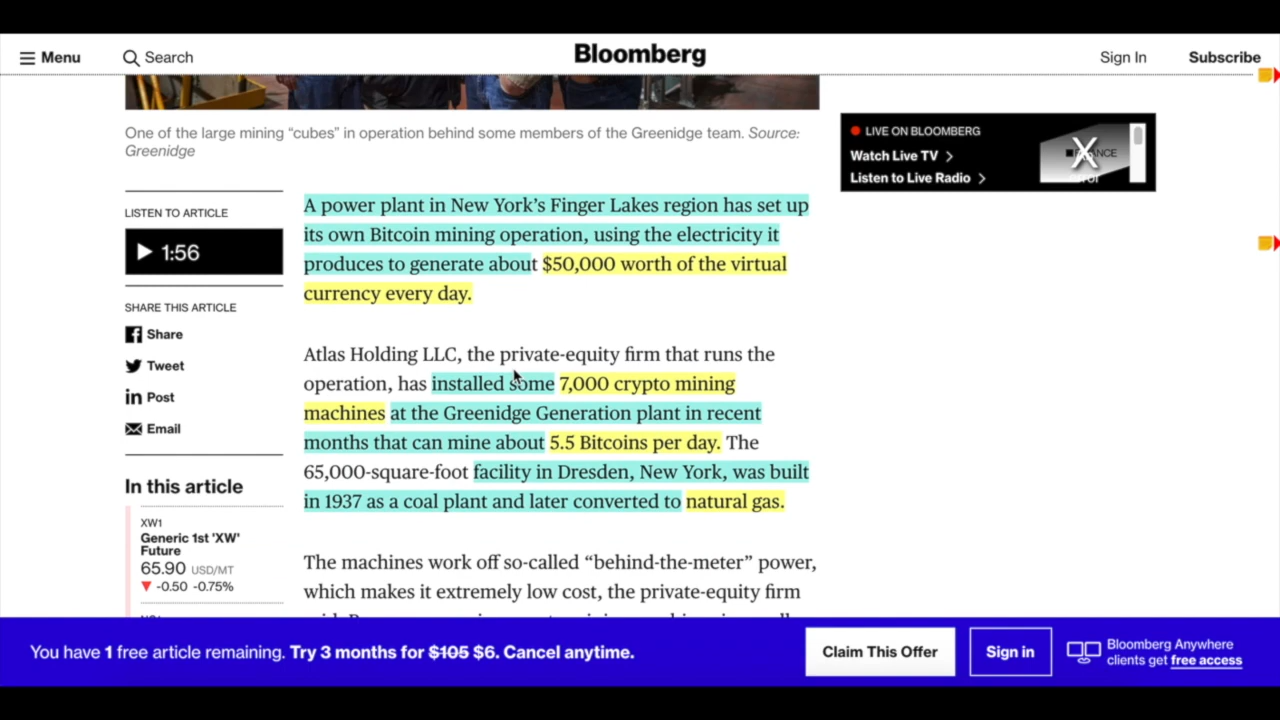 Menu
Search
Bloomberg
Sign In
Subscribe
One of the large mining “cubes” in operation behind some members of the Greenidge team. Source:
Greenidge
LIVE ON BLOOMBERG
Watch Live TV
Listen to Live Radio
X
LISTEN TO ARTICLE
1:56
SHARE THIS ARTICLE
Share
Tweet
Post
Email
In this article
XW1
Generic 1st 'XW'
Future
65.90 USD/MT
-0.50 -0.75%
A power plant in New York’s Finger Lakes region has set up
its own Bitcoin mining operation, using the electricity it
produces to generate about $50,000 worth of the virtual
currency every day.
Atlas Holding LLC, the private-equity firm that runs the
operation, has installed some 7,000 crypto mining
machines at the Greenidge Generation plant in recent
months that can mine about 5.5 Bitcoins per day. The
65,000-square-foot facility in Dresden, New York, was built
in 1937 as a coal plant and later converted to natural gas.
The machines work off so-called “behind-the-meter” power,
which makes it extremely low cost, the private-equity firm
You have 1 free article remaining. Try 3 months for $105 $6. Cancel anytime.
Claim This Offer
Sign in
Bloomberg Anywhere
clients get free access